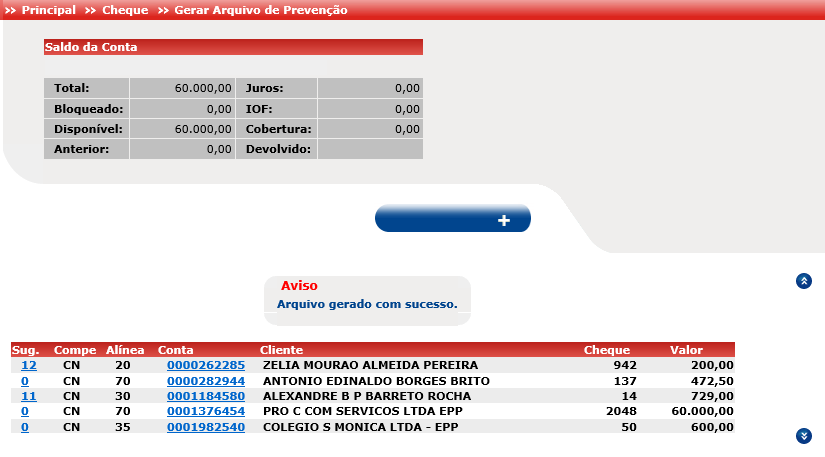 >> Principal >> Cheque >> Gerar Arquivo de Prevenção
Saldo da Conta
Total: 60.000,00 Juros: 0,00
Bloqueado: 0,00 IOF: 0,00
Disponível: 60.000,00 Cobertura: 0,00
Anterior: 0,00 Devolvido:
+
Aviso
Arquivo gerado com sucesso.
Sug. Compe Alínea Conta Cliente Cheque Valor
12 CN 20 0000262285 ZELIA MOURAO ALMEIDA PEREIRA 942 200,00
0 CN 70 0000282944 ANTONIO EDINALDO BORGES BRITO 137 472,50
11 CN 30 0001184580 ALEXANDRE B P BARRETO ROCHA 14 729,00
0 CN 70 0001376454 PRO C COM SERVICOS LTDA EPP 2048 60.000,00
0 CN 35 0001982540 COLEGIO S MONICA LTDA - EPP 50 600,00